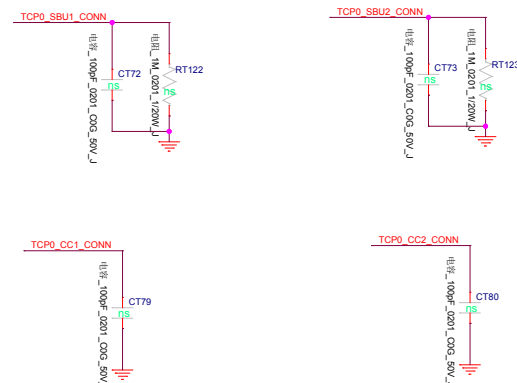 TCP0_SBU1_CONN
电容_100pF_0201_C0G_50V_J
CT72
ns
电阻_1M_0201_1/20W_J
RT122
ns
TCP0_SBU2_CONN
电容_100pF_0201_C0G_50V_J
CT73
ns
电阻_1M_0201_1/20W_J
RT123
ns
TCP0_CC1_CONN
电容_100pF_0201_C0G_50V_
CT79
ns
TCP0_CC2_CONN
电容_100pF_0201_C0G_50V_
CT80
ns